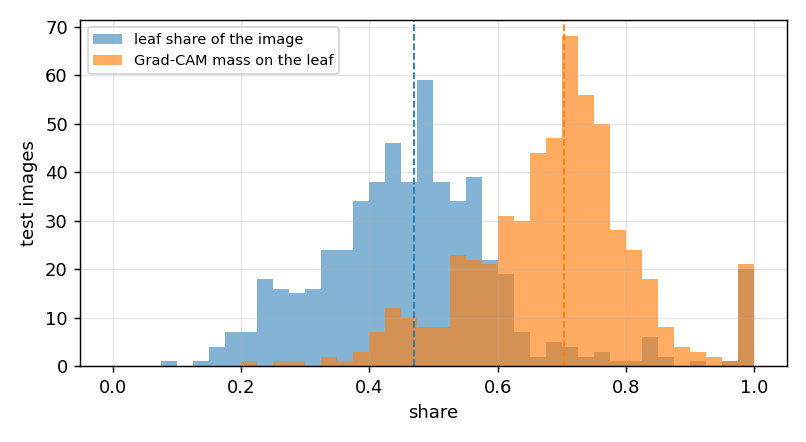 leaf share of the image
Grad-CAM mass on the leaf
test images
70
60
50
40
30
20
10
0
0.0 0.2 0.4 0.6 0.8 1.0
share